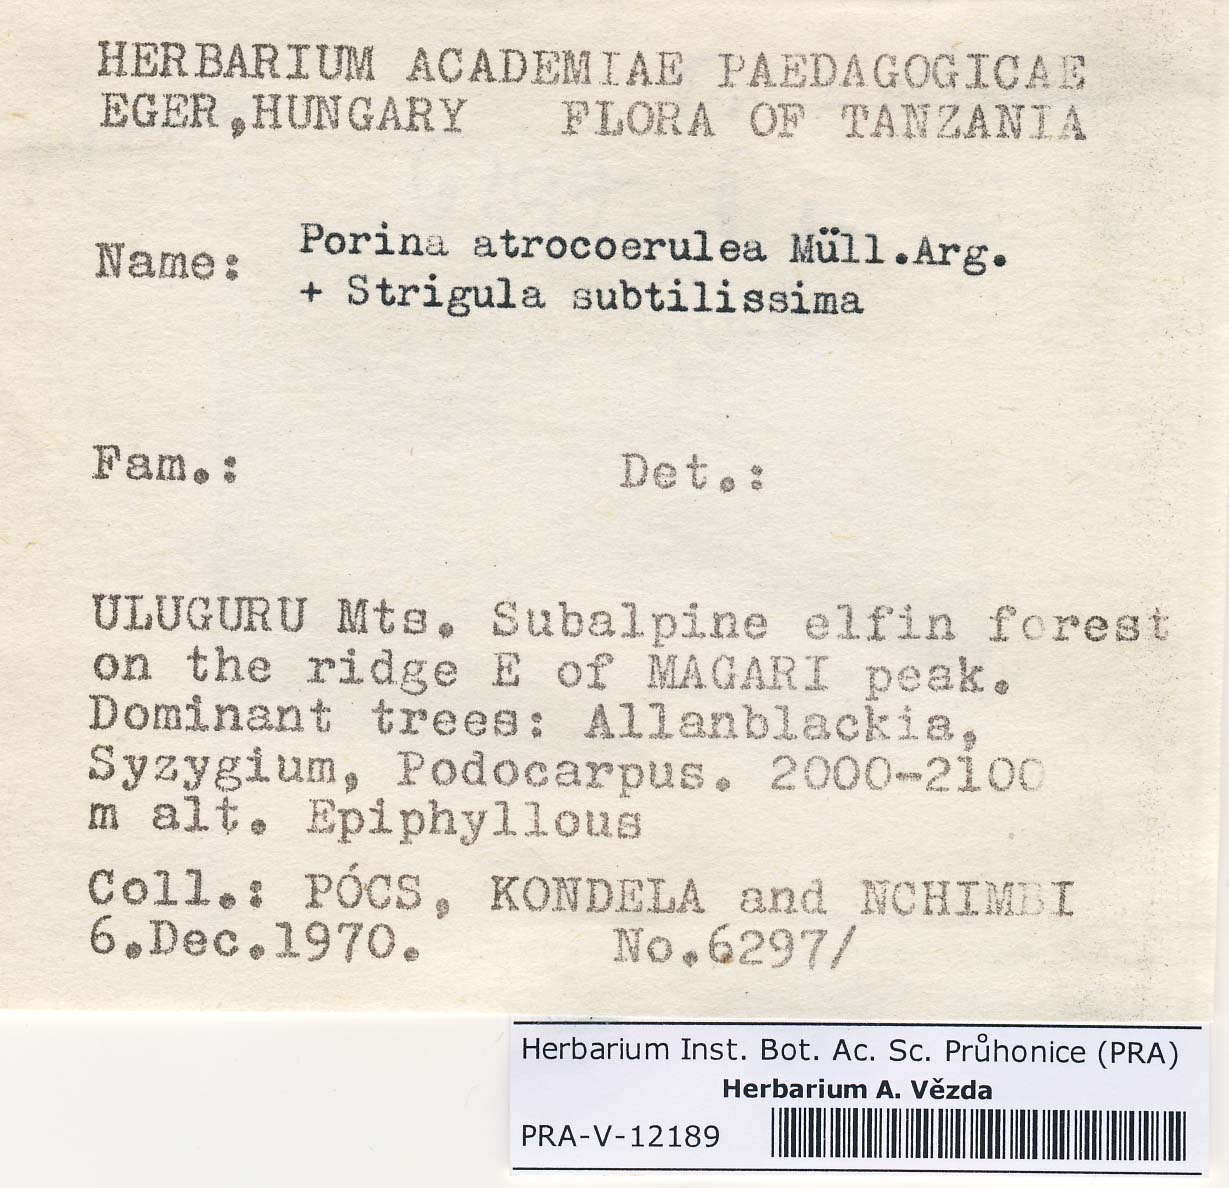 HERBARIUM ACADEMIAE PAEDAGOGICAE
EGER,HUNGARY FLORA OF TANZANIA
Name: Porina atrocoerulea Müll.Arg.
+ Strigula subtilissima
Fam.: Det.:
ULUGURU Mts. Subalpine elfin forest
on the ridge E of MAGARI peak.
Dominant trees: Allanblackia,
Syzygium, Podocarpus. 2000-2100
m alt. Epiphyllous
Coll.: PÓCS, KONDELA and NCHIMBI
6.Dec.1970. No.6297/
Herbarium Inst. Bot. Ac. Sc. Průhonice (PRA)
Herbarium A. Vězda
PRA-V-12189